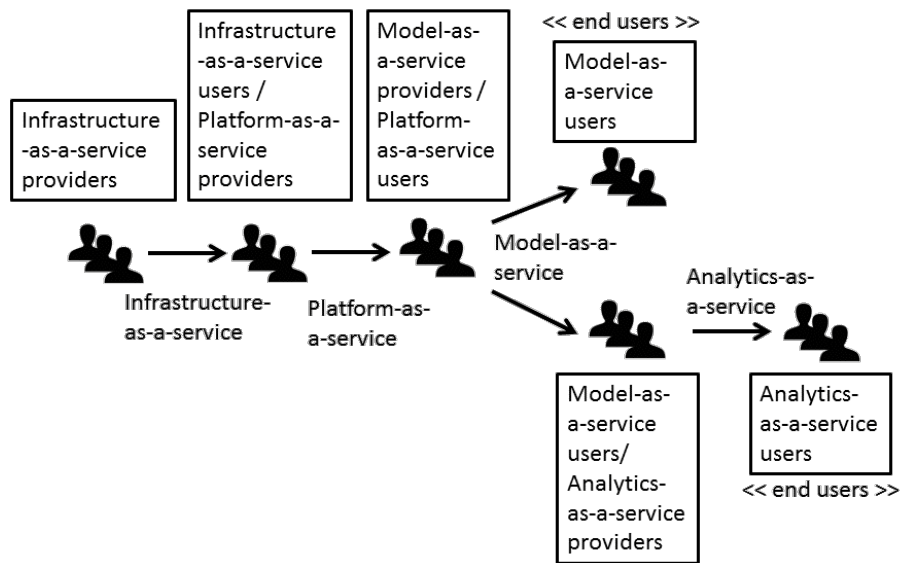 Infrastructure
-as-a-service
providers
Infrastructure
-as-a-service
users /
Platform-as-a-
service
providers
Model-as-
a-service
providers /
Platform-
as-a-service
users
<< end users >>
Model-as-
a-service
users
Infrastructure-
as-a-service
Platform-as-
a-service
Model-as-a-
service
Analytics-as-
a-service
Model-as-
a-service
users/
Analytics-
as-a-service
providers
Analytics-
as-a-service
users
<< end users >>